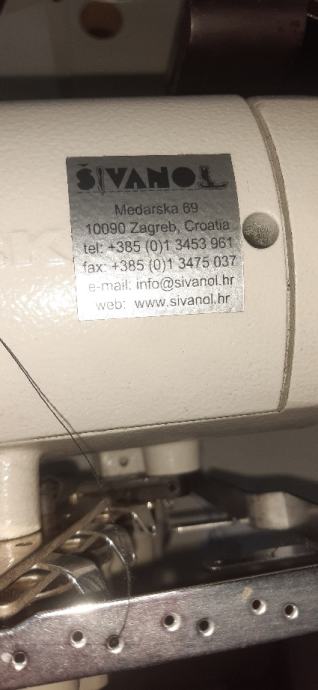 ŠIVANOL
Medarska 69
10090 Zagreb, Croatia
tel: +385 (0)1 3453 961
fax: +385 (0)1 3475 037
e-mail: info@sivanol.hr
web: www.sivanol.hr